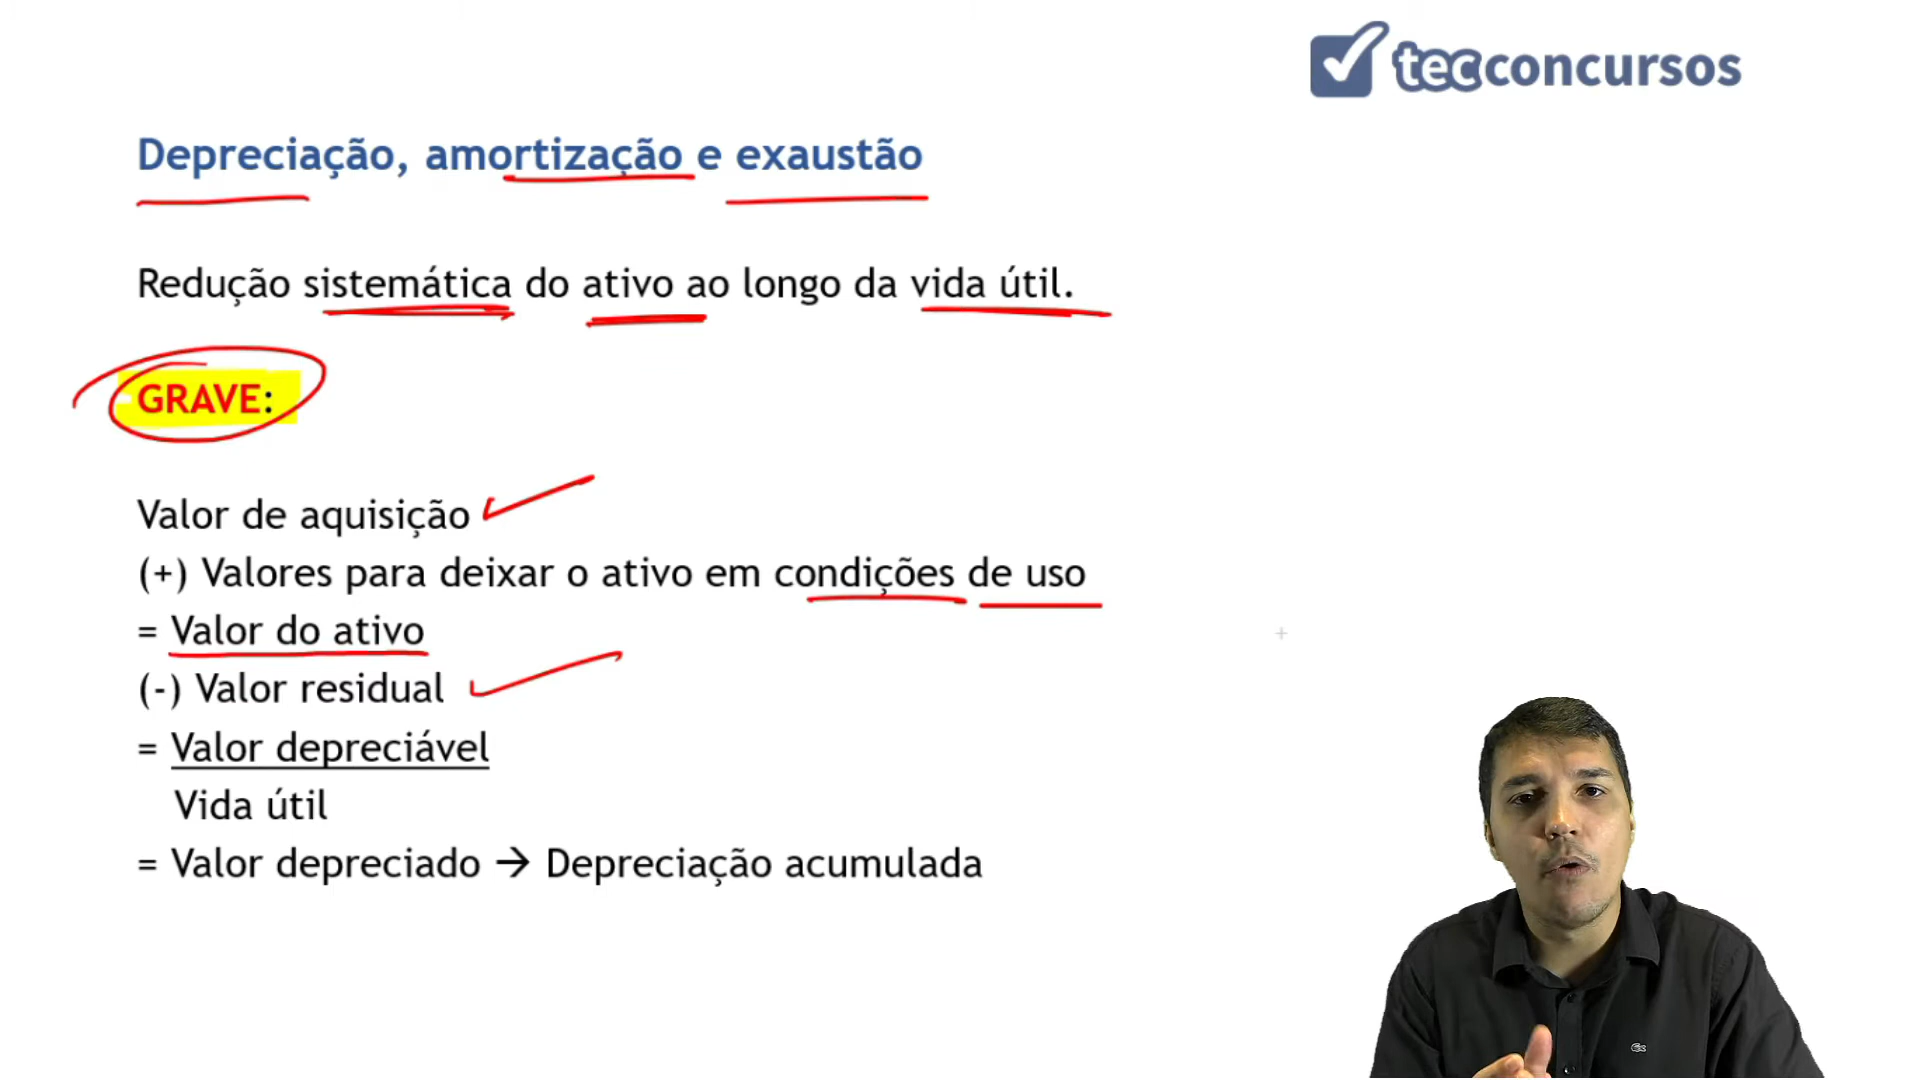 tecconcursos
Depreciação, amortização e exaustão
Redução sistemática do ativo ao longo da vida útil.
GRAVE:
Valor de aquisição
(+) Valores para deixar o ativo em condições de uso
= Valor do ativo
(-) Valor residual
= Valor depreciável
Vida útil
= Valor depreciado → Depreciação acumulada